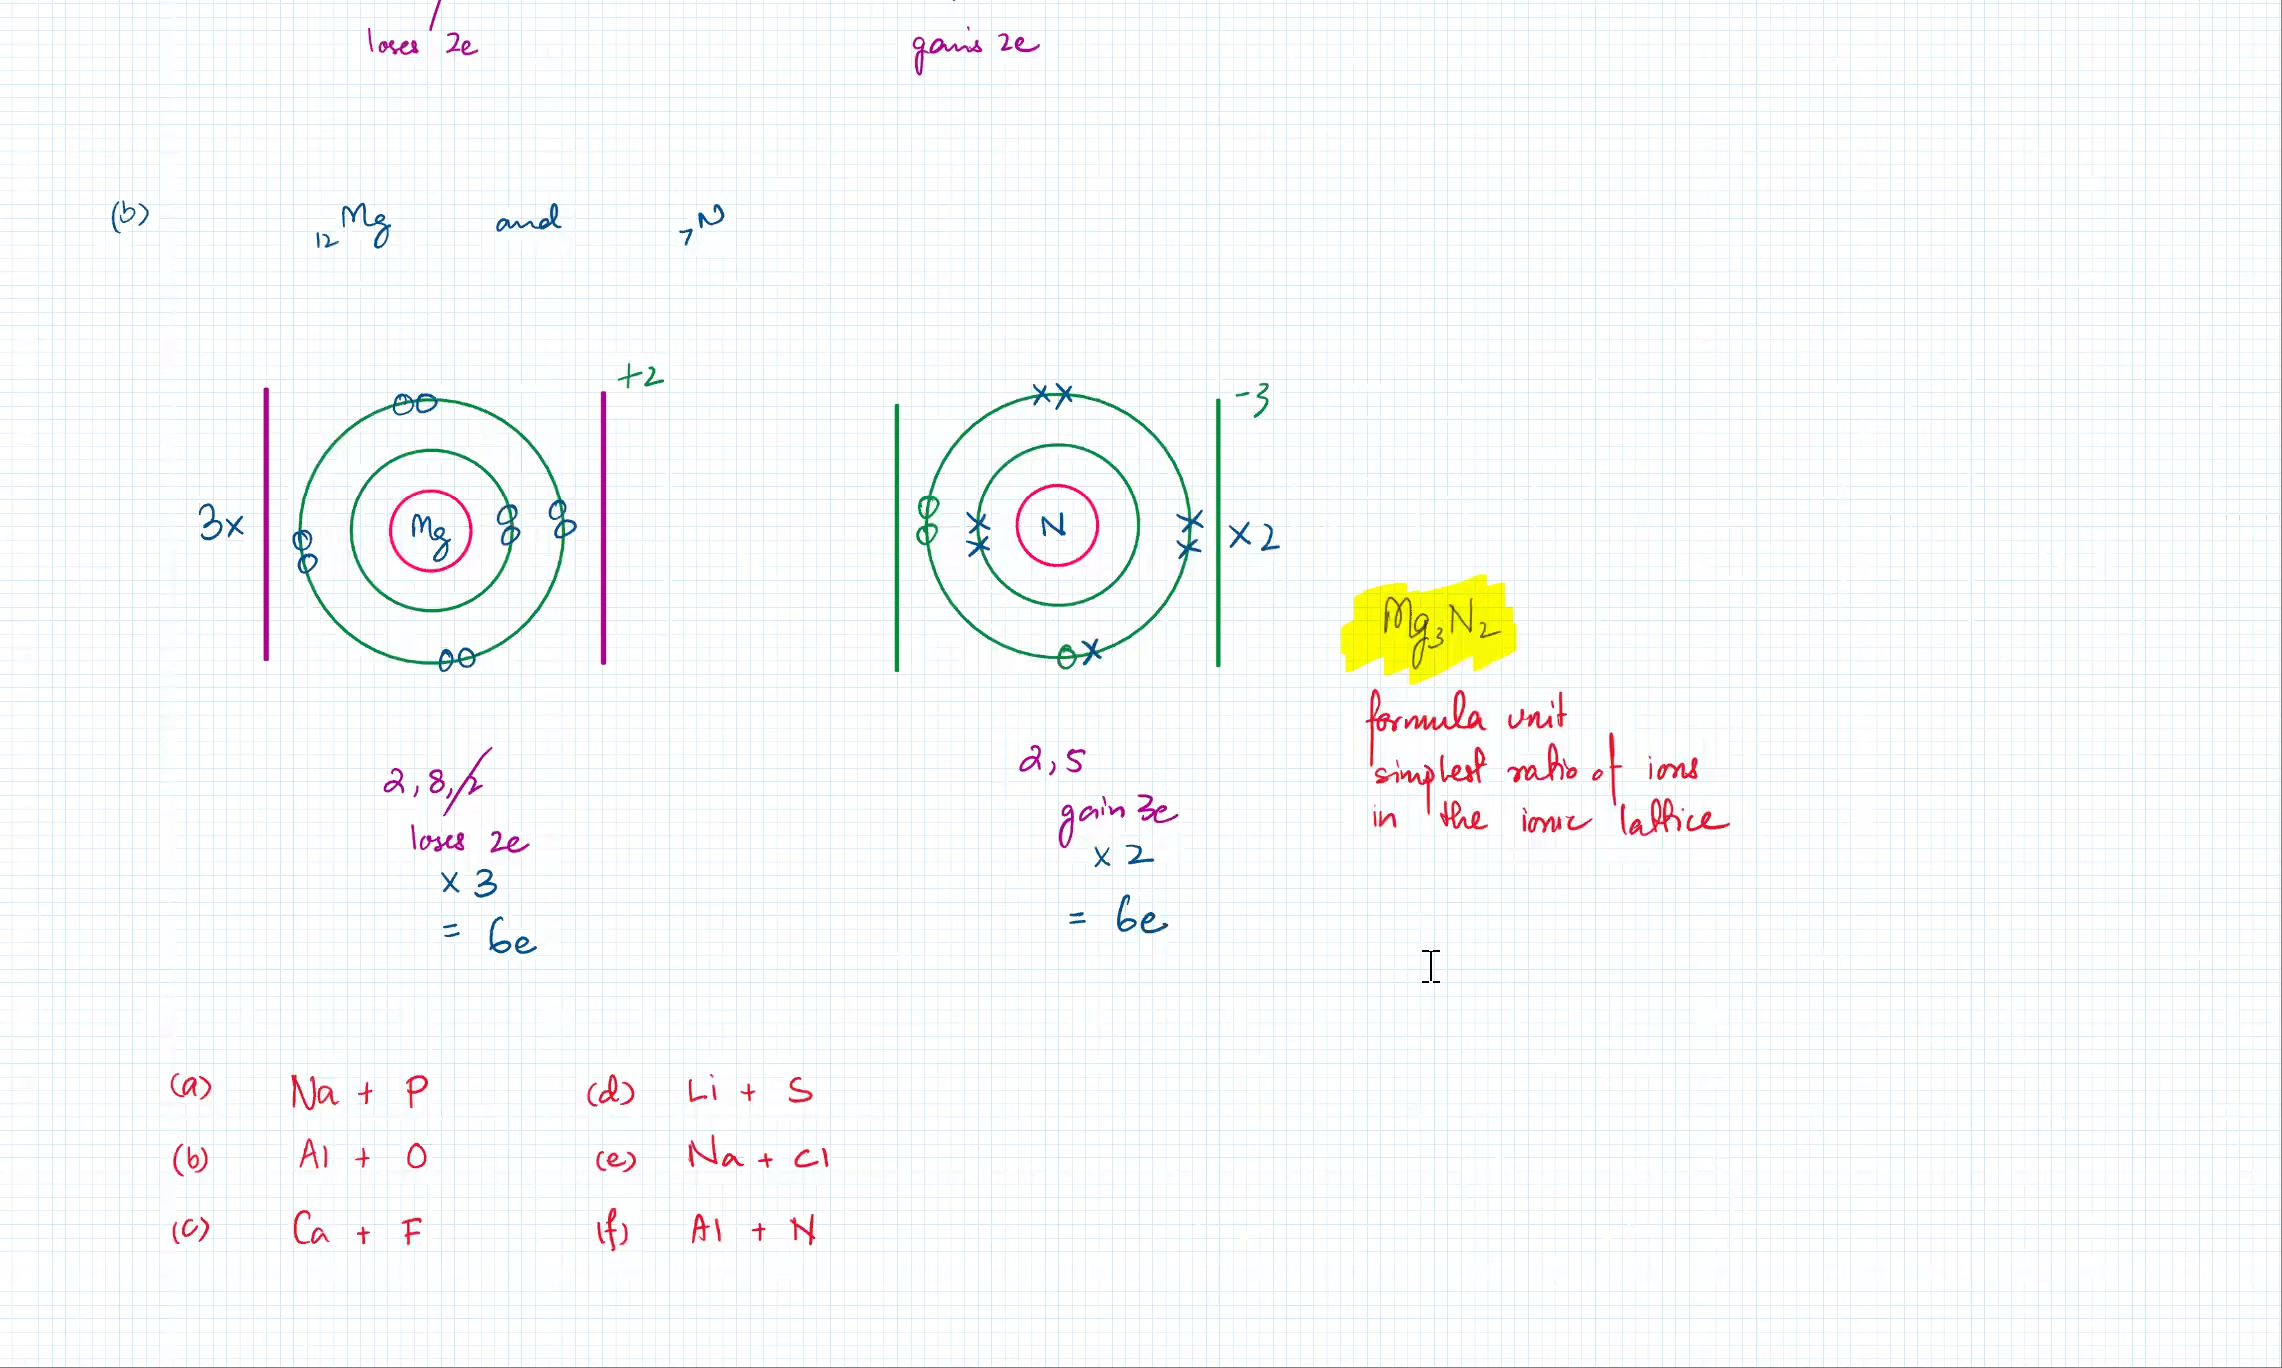 loses 2e
gains 2e
(b) 12Mg and 7N
+2
-3
3x
Mg
N
x 2
Mg3N2
formula unit
simplest ratio of ions
in the ionic lattice
2,8,2
loses 2e
x 3
= 6e
2,5
gain 3e
x 2
= 6e
(a) Na + P
(d) Li + S
(b) Al + O
(e) Na + Cl
(c) Ca + F
(f) Al + N